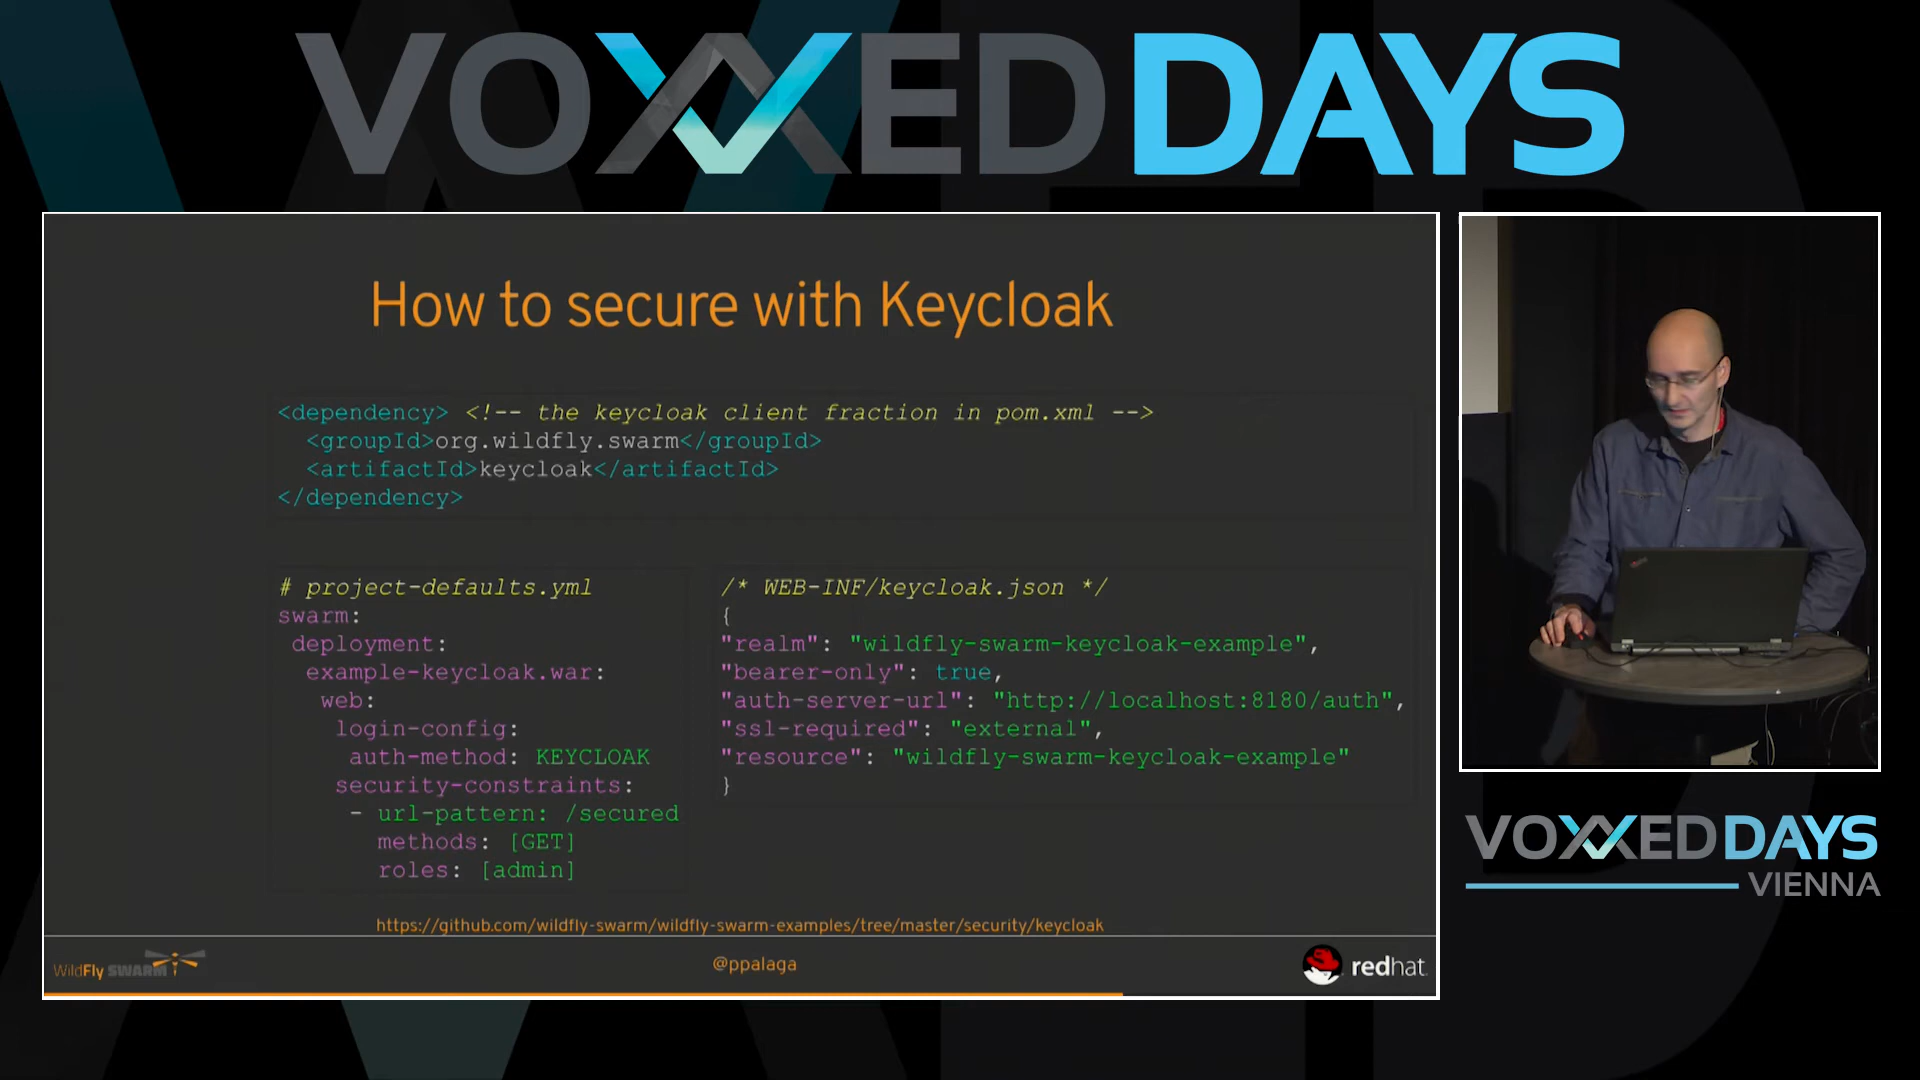 VOXXED DAYS
How to secure with Keycloak
<dependency> <!-- the keycloak client fraction in pom.xml -->
<groupId>org.wildfly.swarm</groupId>
<artifactId>keycloak</artifactId>
</dependency>
# project-defaults.yml
swarm:
deployment:
example-keycloak.war:
web:
login-config:
auth-method: KEYCLOAK
security-constraints:
- url-pattern: /secured
methods: [GET]
roles: [admin]
/* WEB-INF/keycloak.json */
{
"realm": "wildfly-swarm-keycloak-example",
"bearer-only": true,
"auth-server-url": "http://localhost:8180/auth",
"ssl-required": "external",
"resource": "wildfly-swarm-keycloak-example"
}
https://github.com/wildfly-swarm/wildfly-swarm-examples/tree/master/security/keycloak
WildFly SWARM
@ppalaga
redhat.
VOXXED DAYS
VIENNA